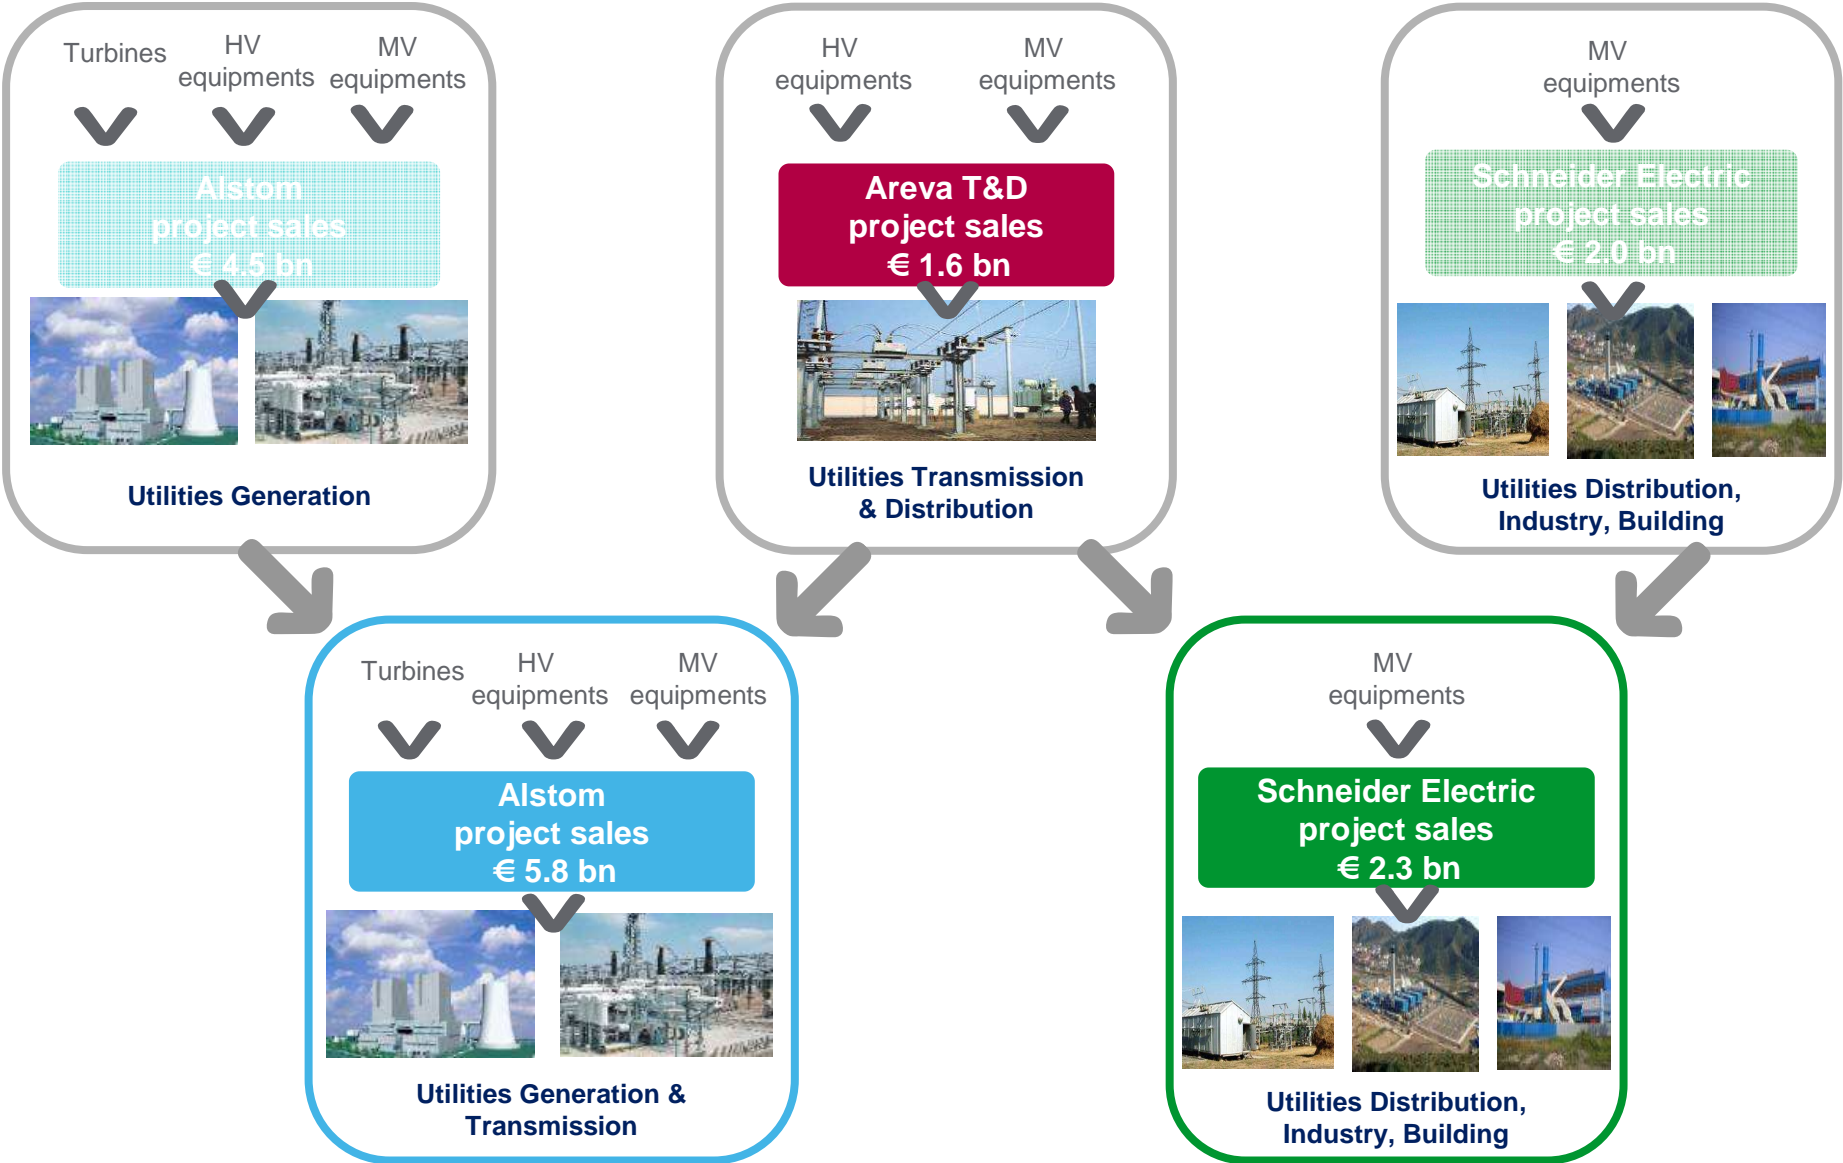 Turbines
HV
equipments
MV
equipments
Alstom
project sales
€ 4.5 bn
Utilities Generation
HV
equipments
MV
equipments
Areva T&D
project sales
€ 1.6 bn
Utilities Transmission
& Distribution
MV
equipments
Schneider Electric
project sales
€ 2.0 bn
Utilities Distribution,
Industry, Building
Turbines
HV
equipments
MV
equipments
Alstom
project sales
€ 5.8 bn
Utilities Generation &
Transmission
MV
equipments
Schneider Electric
project sales
€ 2.3 bn
Utilities Distribution,
Industry, Building